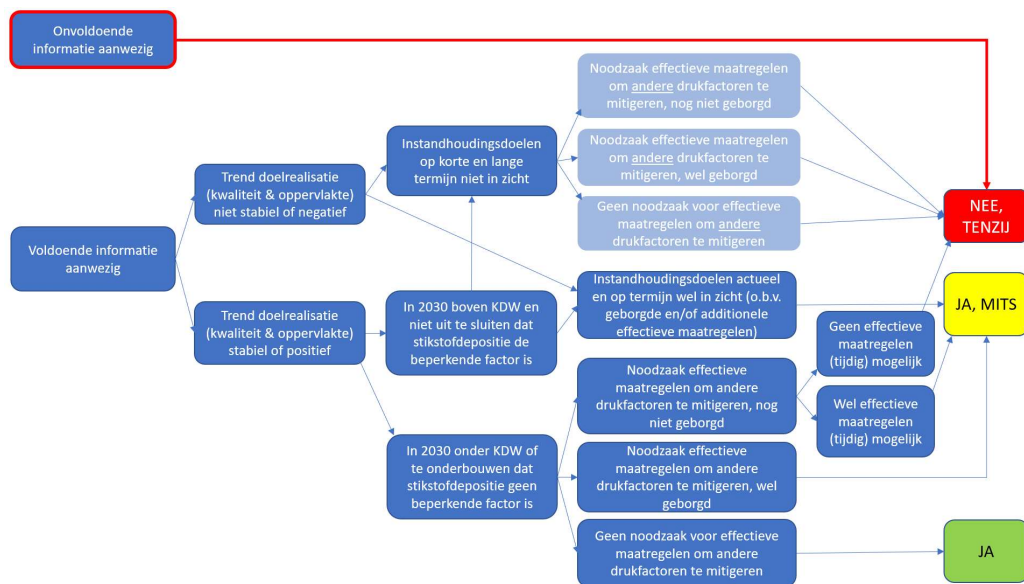 Onvoldoende
informatie aanwezig
Voldoende informatie
aanwezig
Trend doelrealisatie
(kwaliteit & oppervlakte)
niet stabiel of negatief
Trend doelrealisatie
(kwaliteit & oppervlakte)
stabiel of positief
Instandhoudingsdoelen
op korte en lange
termijn niet in zicht
In 2030 boven KDW en
niet uit te sluiten dat
stikstofdepositie de
beperkende factor is
In 2030 onder KDW of
te onderbouwen dat
stikstofdepositie geen
beperkende factor is
Noodzaak effectieve maatregelen
om andere drukfactoren te
mitigeren, nog niet geborgd
Noodzaak effectieve maatregelen
om andere drukfactoren te
mitigeren, wel geborgd
Geen noodzaak voor effectieve
maatregelen om andere
drukfactoren te mitigeren
Instandhoudingsdoelen actueel
en op termijn wel in zicht (o.b.v.
geborgde en/of additionele
effectieve maatregelen)
Noodzaak effectieve
maatregelen om andere
drukfactoren te mitigeren, nog
niet geborgd
Noodzaak effectieve
maatregelen om andere
drukfactoren te mitigeren, wel
geborgd
Geen noodzaak voor effectieve
maatregelen om andere
drukfactoren te mitigeren
Geen effectieve
maatregelen
(tijdig) mogelijk
Wel effectieve
maatregelen
(tijdig) mogelijk
NEE,
TENZIJ
JA, MITS
JA